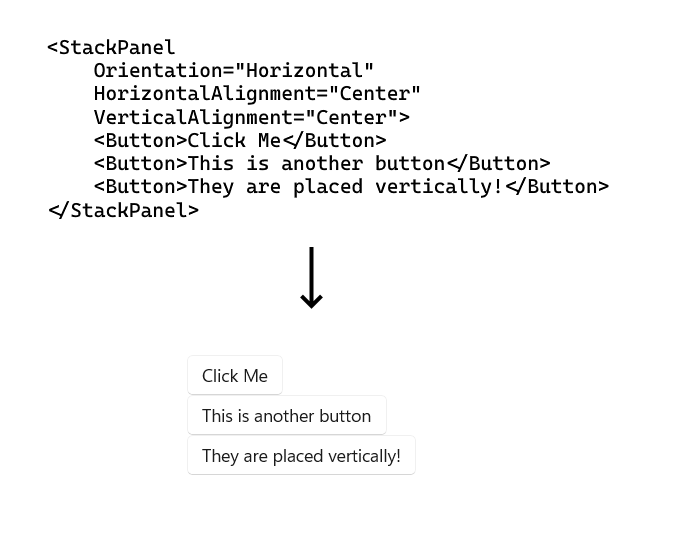 <StackPanel
    Orientation="Horizontal"
    HorizontalAlignment="Center"
    VerticalAlignment="Center">
    <Button>Click Me</Button>
    <Button>This is another button</Button>
    <Button>They are placed vertically!</Button>
</StackPanel>
Click Me
This is another button
They are placed vertically!